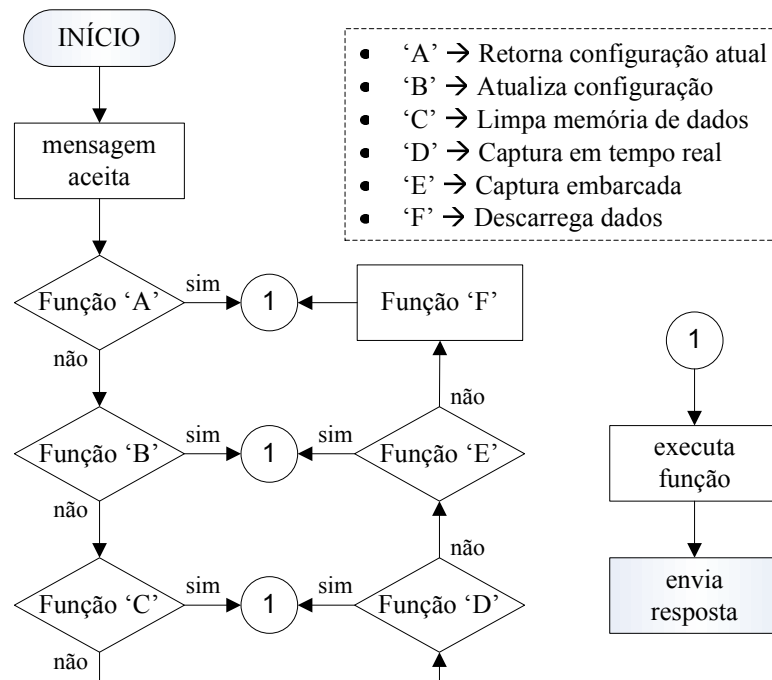 INÍCIO
• ‘A’ → Retorna configuração atual
• ‘B’ → Atualiza configuração
• ‘C’ → Limpa memória de dados
• ‘D’ → Captura em tempo real
• ‘E’ → Captura embarcada
• ‘F’ → Descarrega dados
mensagem
aceita
Função ‘A’
sim
1
Função ‘F’
não
Função ‘B’
sim
1
sim
Função ‘E’
não
não
Função ‘C’
sim
1
sim
Função ‘D’
não
não
1
executa
função
envia
resposta